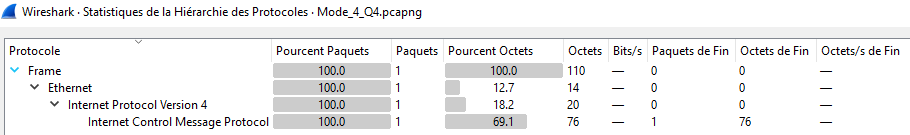 Wireshark · Statistiques de la Hiérarchie des Protocoles · Mode_4_Q4.pcapng
Protocole Pourcent Paquets Paquets Pourcent Octets Octets Bits/s Paquets de Fin Octets de Fin Octets/s de Fin
Frame 100.0 1 100.0 110 — 0 0 —
Ethernet 100.0 1 12.7 14 — 0 0 —
Internet Protocol Version 4 100.0 1 18.2 20 — 0 0 —
Internet Control Message Protocol 100.0 1 69.1 76 — 1 76 —